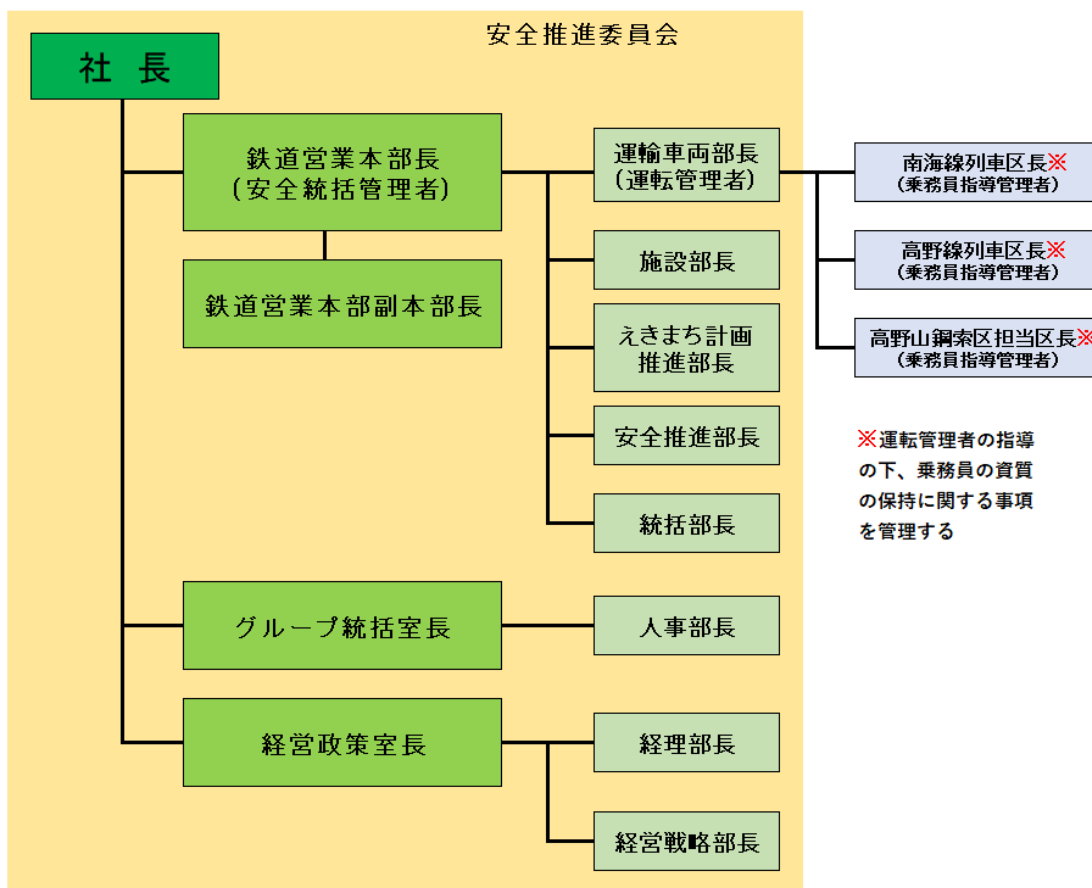 安全推進委員会
社 長
鉄道営業本部長
(安全統括管理者)
鉄道営業本部副本部長
運輸車両部長
(運転管理者)
施設部長
えきまち計画
推進部長
安全推進部長
統括部長
南海線列車区長※
(乗務員指導管理者)
高野線列車区長※
(乗務員指導管理者)
高野山鋼索区担当区長※
(乗務員指導管理者)
※運転管理者の指導
の下、乗務員の資質
の保持に関する事項
を管理する
グループ統括室長
人事部長
経営政策室長
経理部長
経営戦略部長